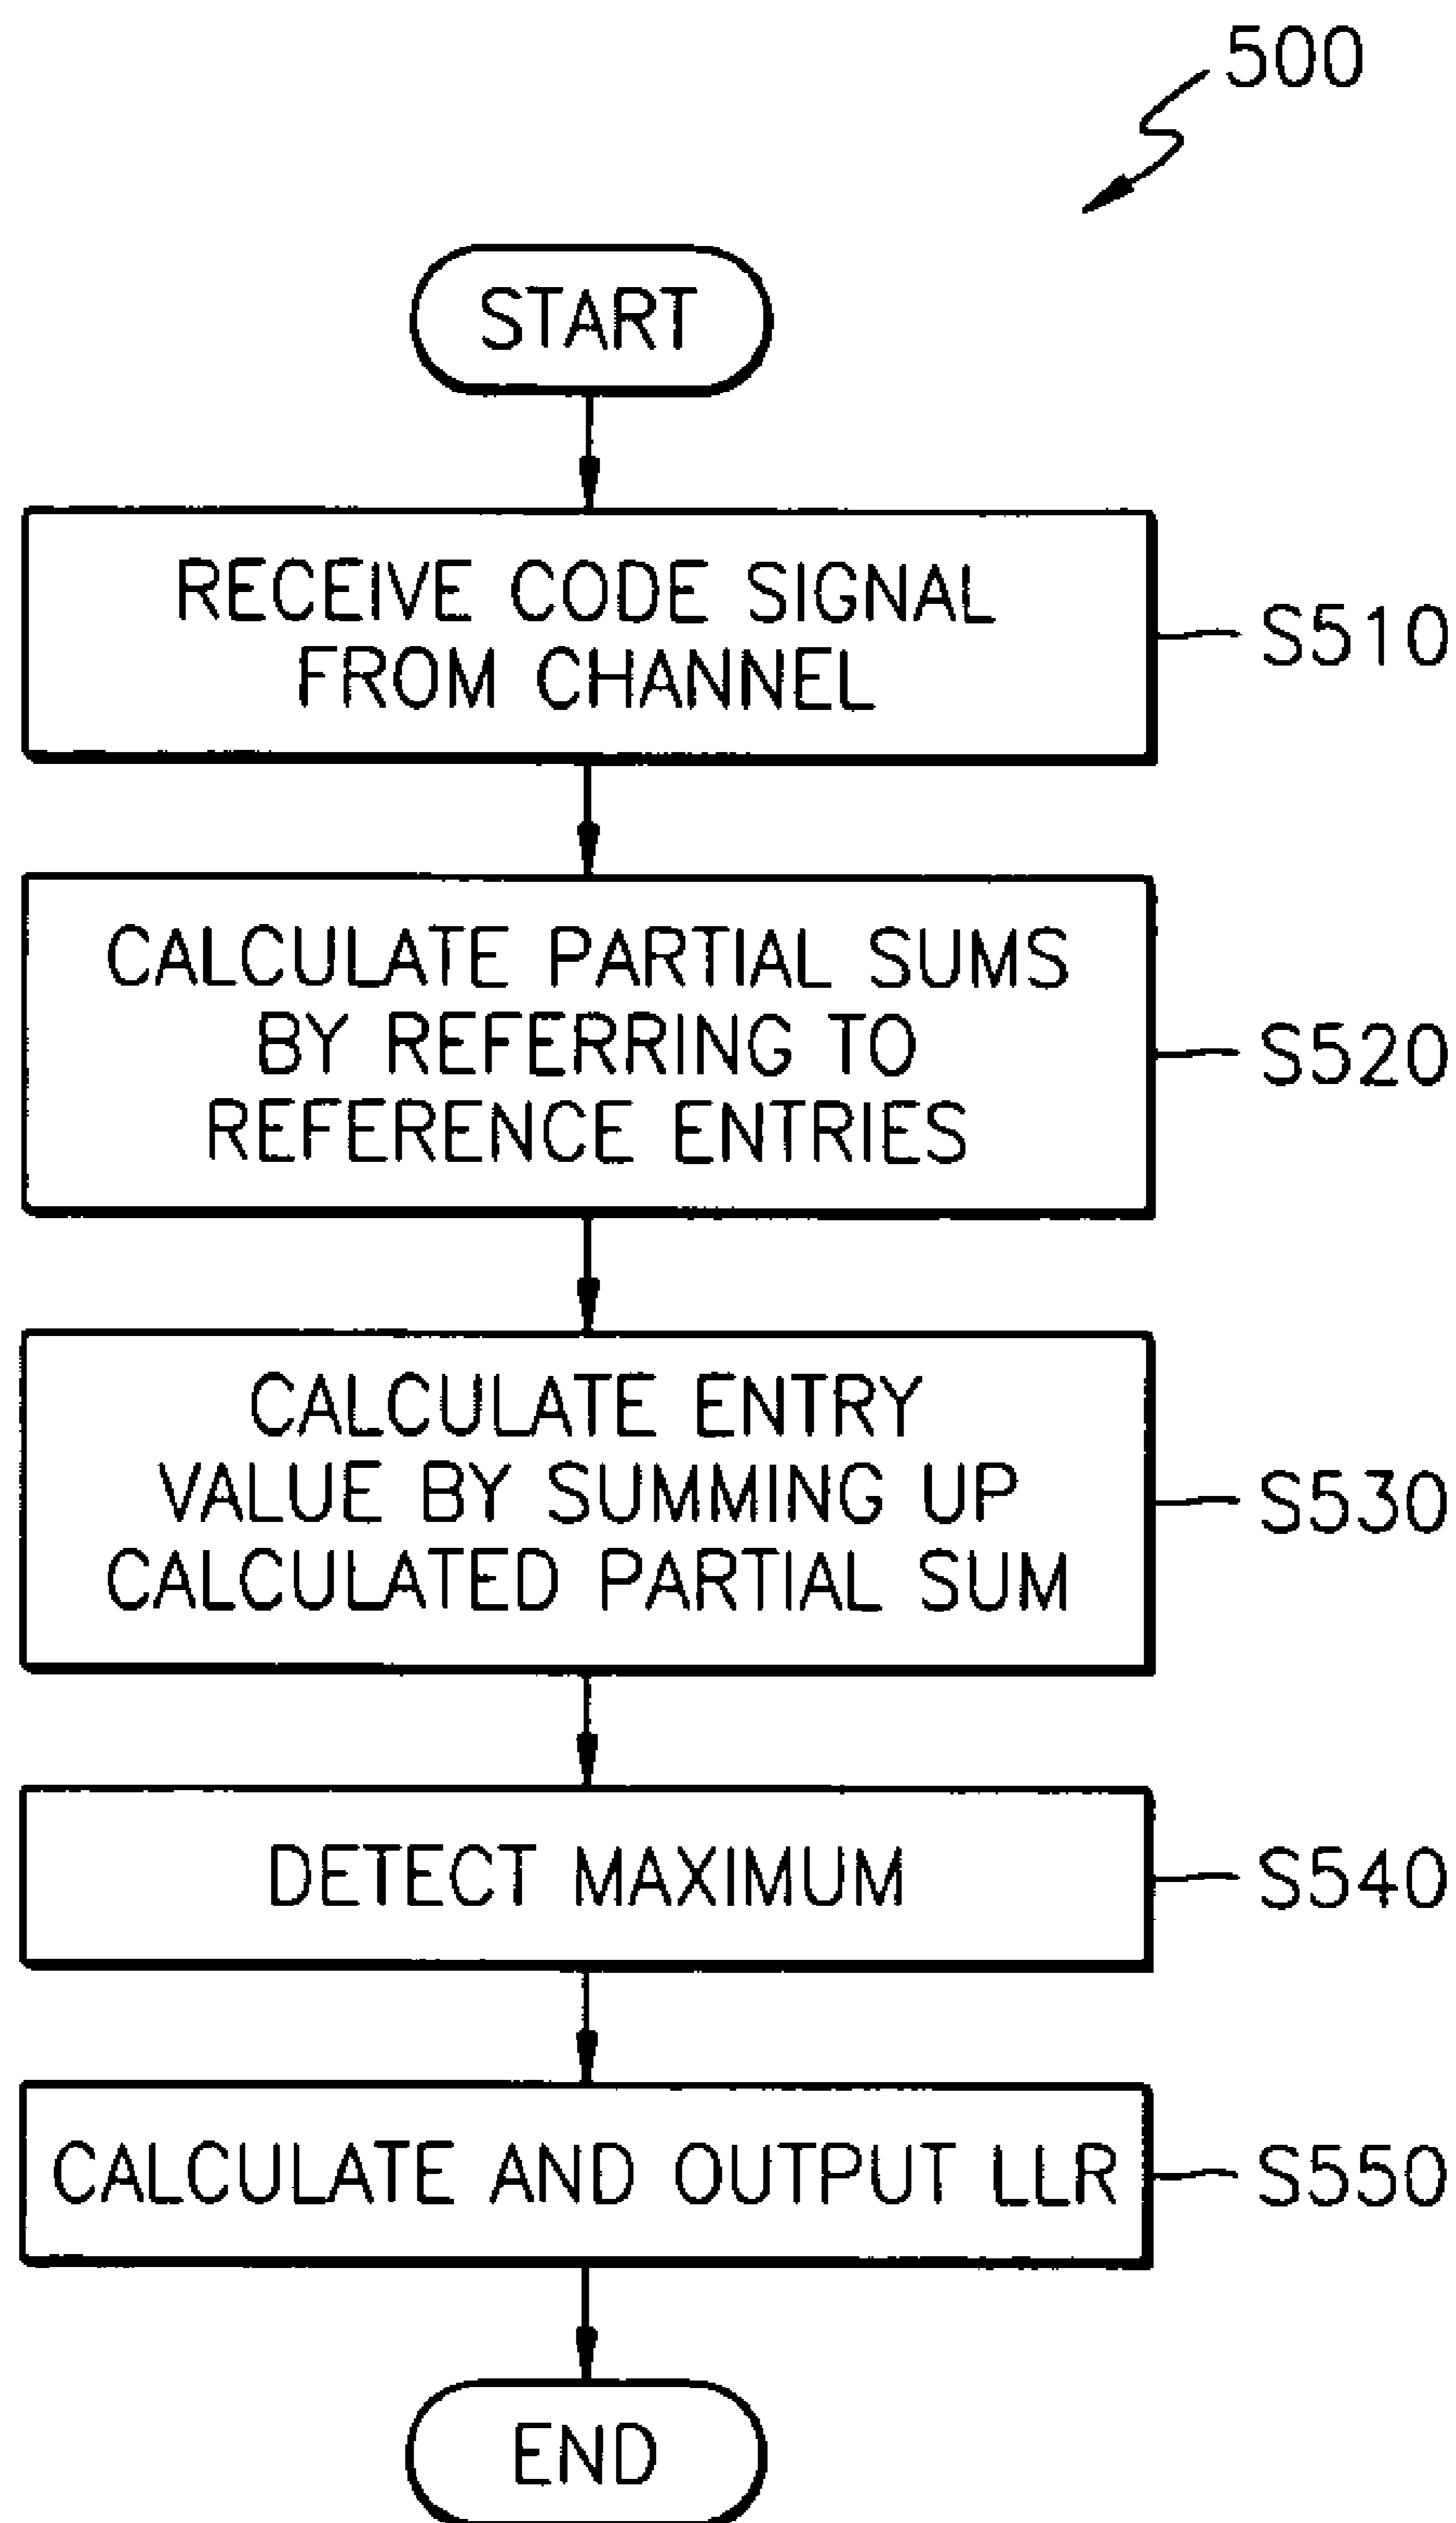 500
START
RECEIVE CODE SIGNAL
FROM CHANNEL
S510
CALCULATE PARTIAL SUMS
BY REFERRING TO
REFERENCE ENTRIES
S520
CALCULATE ENTRY
VALUE BY SUMMING UP
CALCULATED PARTIAL SUM
S530
DETECT MAXIMUM
S540
CALCULATE AND OUTPUT LLR
S550
END